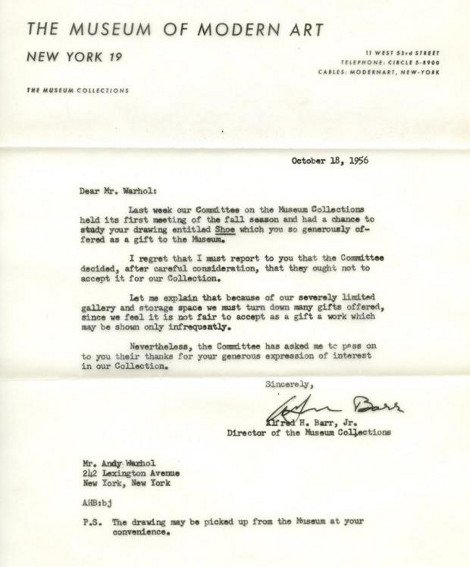 THE MUSEUM OF MODERN ART
NEW YORK 19
11 WEST 53rd STREET
TELEPHONE: CIRCLE 5-8900
CABLES: MODERNART, NEW-YORK
THE MUSEUM COLLECTIONS
October 18, 1956
Dear Mr. Warhol:
Last week our Committee on the Museum Collections
held its first meeting of the fall season and had a chance to
study your drawing entitled Shoe which you so generously of-
fered as a gift to the Museum.
I regret that I must report to you that the Committee
decided, after careful consideration, that they ought not to
accept it for our Collection.
Let me explain that because of our severely limited
gallery and storage space we must turn down many gifts offered,
since we feel it is not fair to accept as a gift a work which
may be shown only infrequently.
Nevertheless, the Committee has asked me to pass on
to you their thanks for your generous expression of interest
in our Collection.
Sincerely,
Barr
Alfred H. Barr, Jr.
Director of the Museum Collections
Mr. Andy Warhol
242 Lexington Avenue
New York, New York
AHB:bj
P.S. The drawing may be picked up from the Museum at your
convenience.